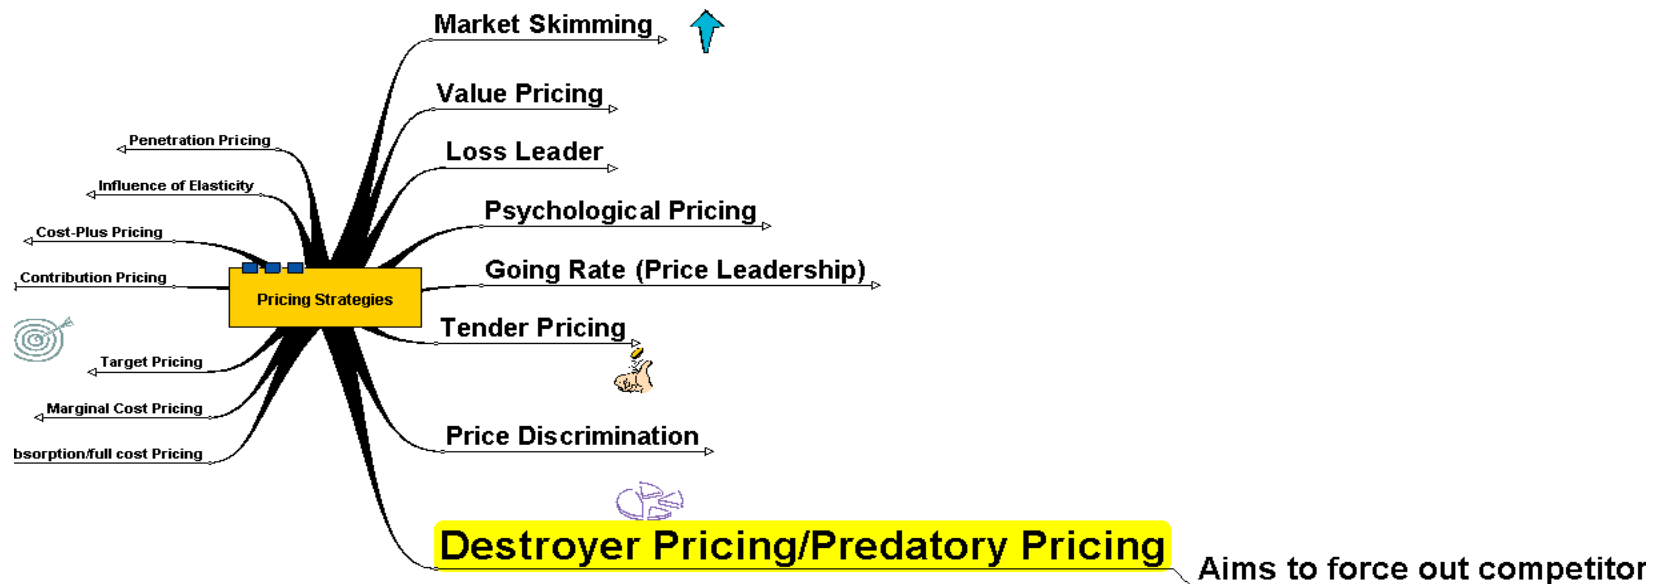 Market Skimming
Value Pricing
Penetration Pricing
Loss Leader
Influence of Elasticity
Psychological Pricing
Cost-Plus Pricing
Contribution Pricing
Going Rate (Price Leadership)
Pricing Strategies
Tender Pricing
Target Pricing
Marginal Cost Pricing
Price Discrimination
bsorption/full cost Pricing
Destroyer Pricing/Predatory Pricing
Aims to force out competitor